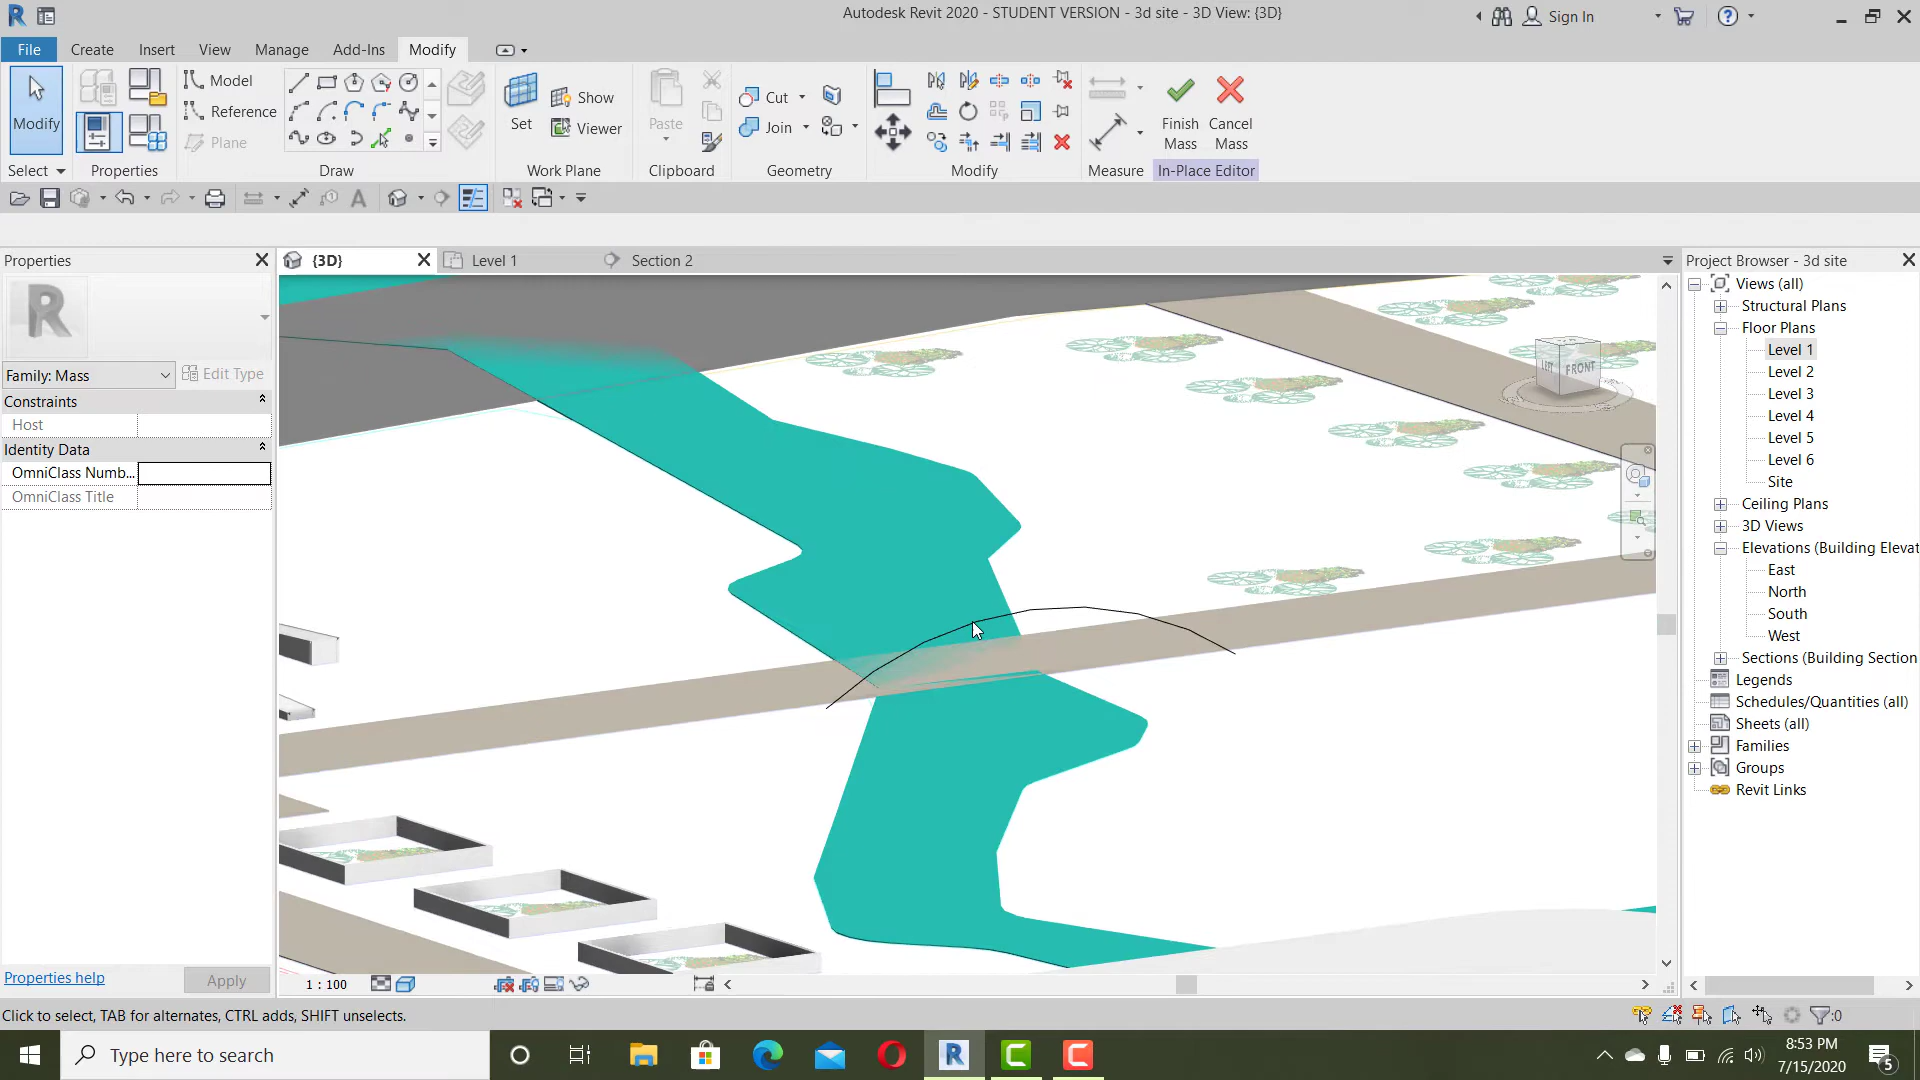 Autodesk Revit 2020 - STUDENT VERSION - 3d site - 3D View: {3D}
Sign In
File Create Insert View Manage Add-Ins Modify
Modify
Select
Properties
Model
Reference
Plane
Draw
Set
Show
Viewer
Work Plane
Paste
Clipboard
Cut
Join
Geometry
Modify
Measure
Finish Mass
Cancel Mass
In-Place Editor
Properties
{3D}
Level 1
Section 2
Family: Mass
Edit Type
Constraints
Host
Identity Data
OmniClass Numb...
OmniClass Title
Properties help
Apply
LEFT
FRONT
1 : 100
Project Browser - 3d site
Views (all)
Structural Plans
Floor Plans
Level 1
Level 2
Level 3
Level 4
Level 5
Level 6
Site
Ceiling Plans
3D Views
Elevations (Building Elevat
East
North
South
West
Sections (Building Section
Legends
Schedules/Quantities (all)
Sheets (all)
Families
Groups
Revit Links
Click to select, TAB for alternates, CTRL adds, SHIFT unselects.
:0
Type here to search
8:53 PM
7/15/2020
5